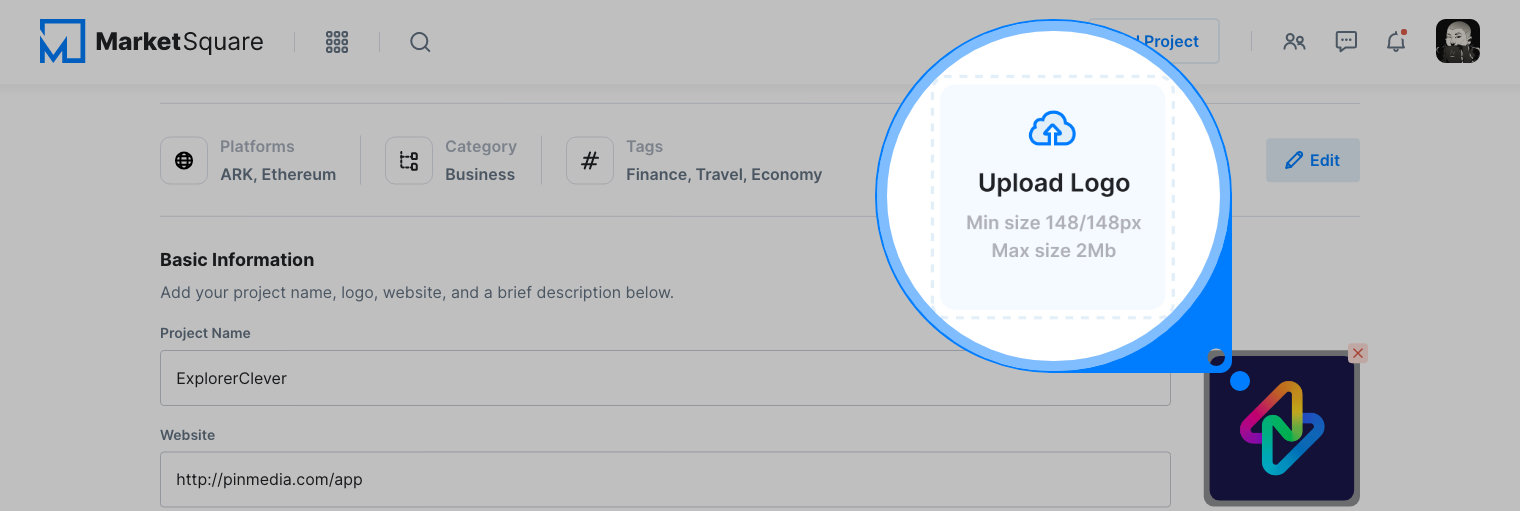 MarketSquare
Project
Platforms
ARK, Ethereum
Category
Business
#
Tags
Finance, Travel, Economy
Edit
Upload Logo
Min size 148/148px
Max size 2Mb
Basic Information
Add your project name, logo, website, and a brief description below.
Project Name
ExplorerClever
Website
http://pinmedia.com/app